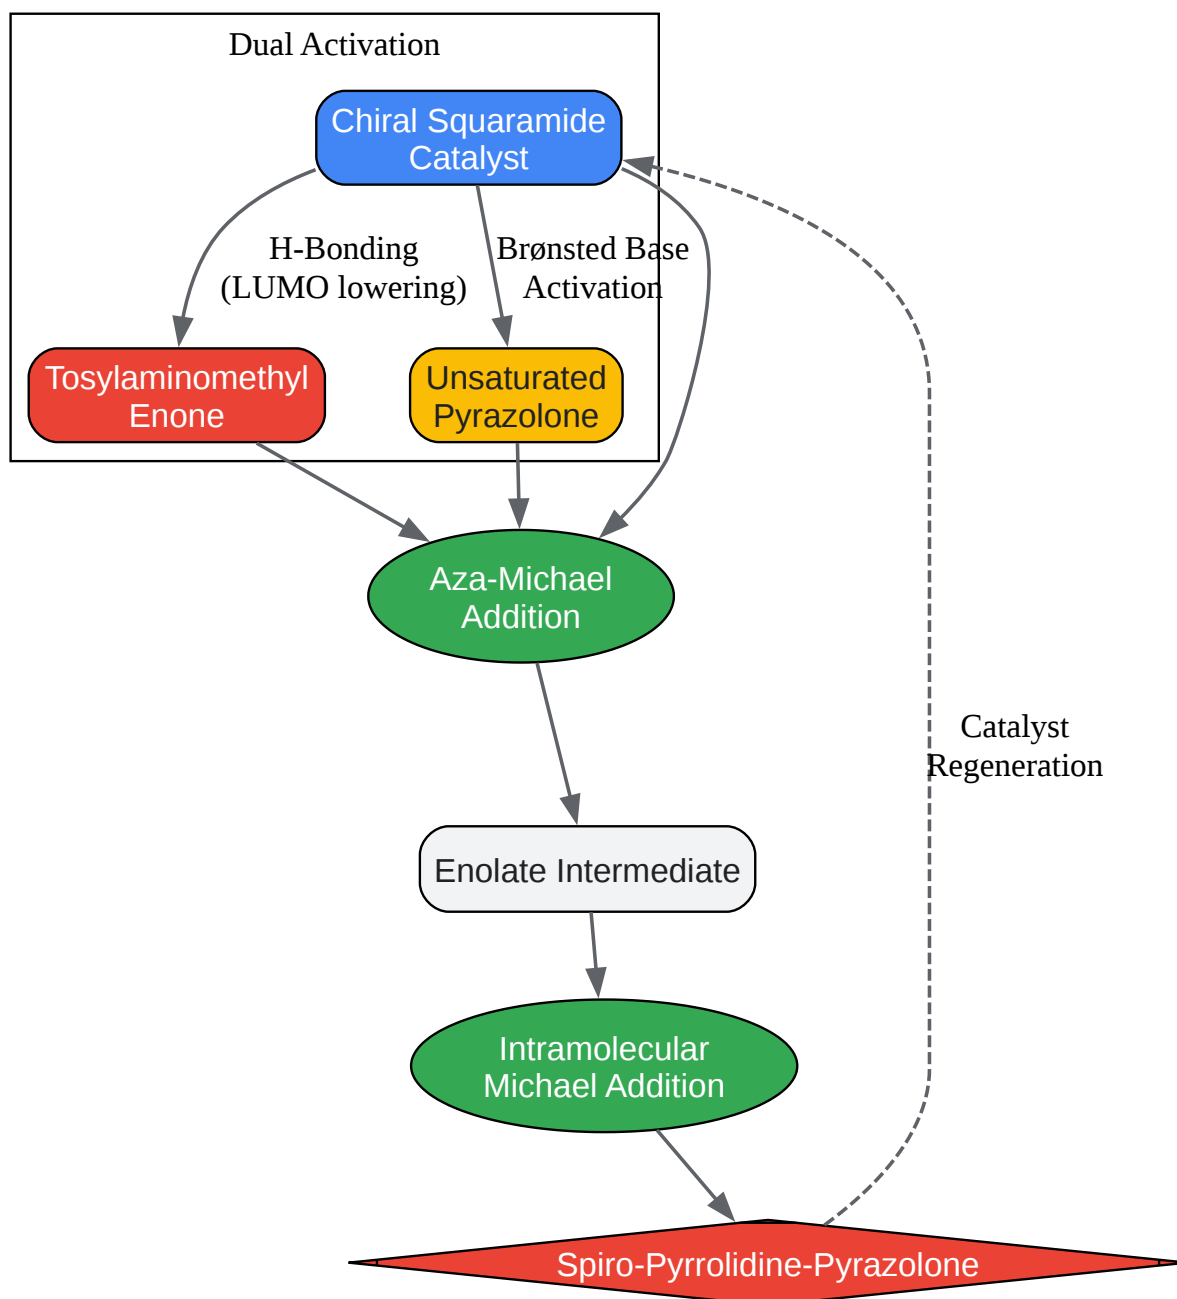 Dual Activation
Chiral Squaramide
Catalyst
H-Bonding
(LUMO lowering)
Brønsted Base
Activation
Tosylaminomethyl
Enone
Unsaturated
Pyrazolone
Aza-Michael
Addition
Catalyst
Regeneration
Enolate Intermediate
Intramolecular
Michael Addition
Spiro-Pyrrolidine-Pyrazolone